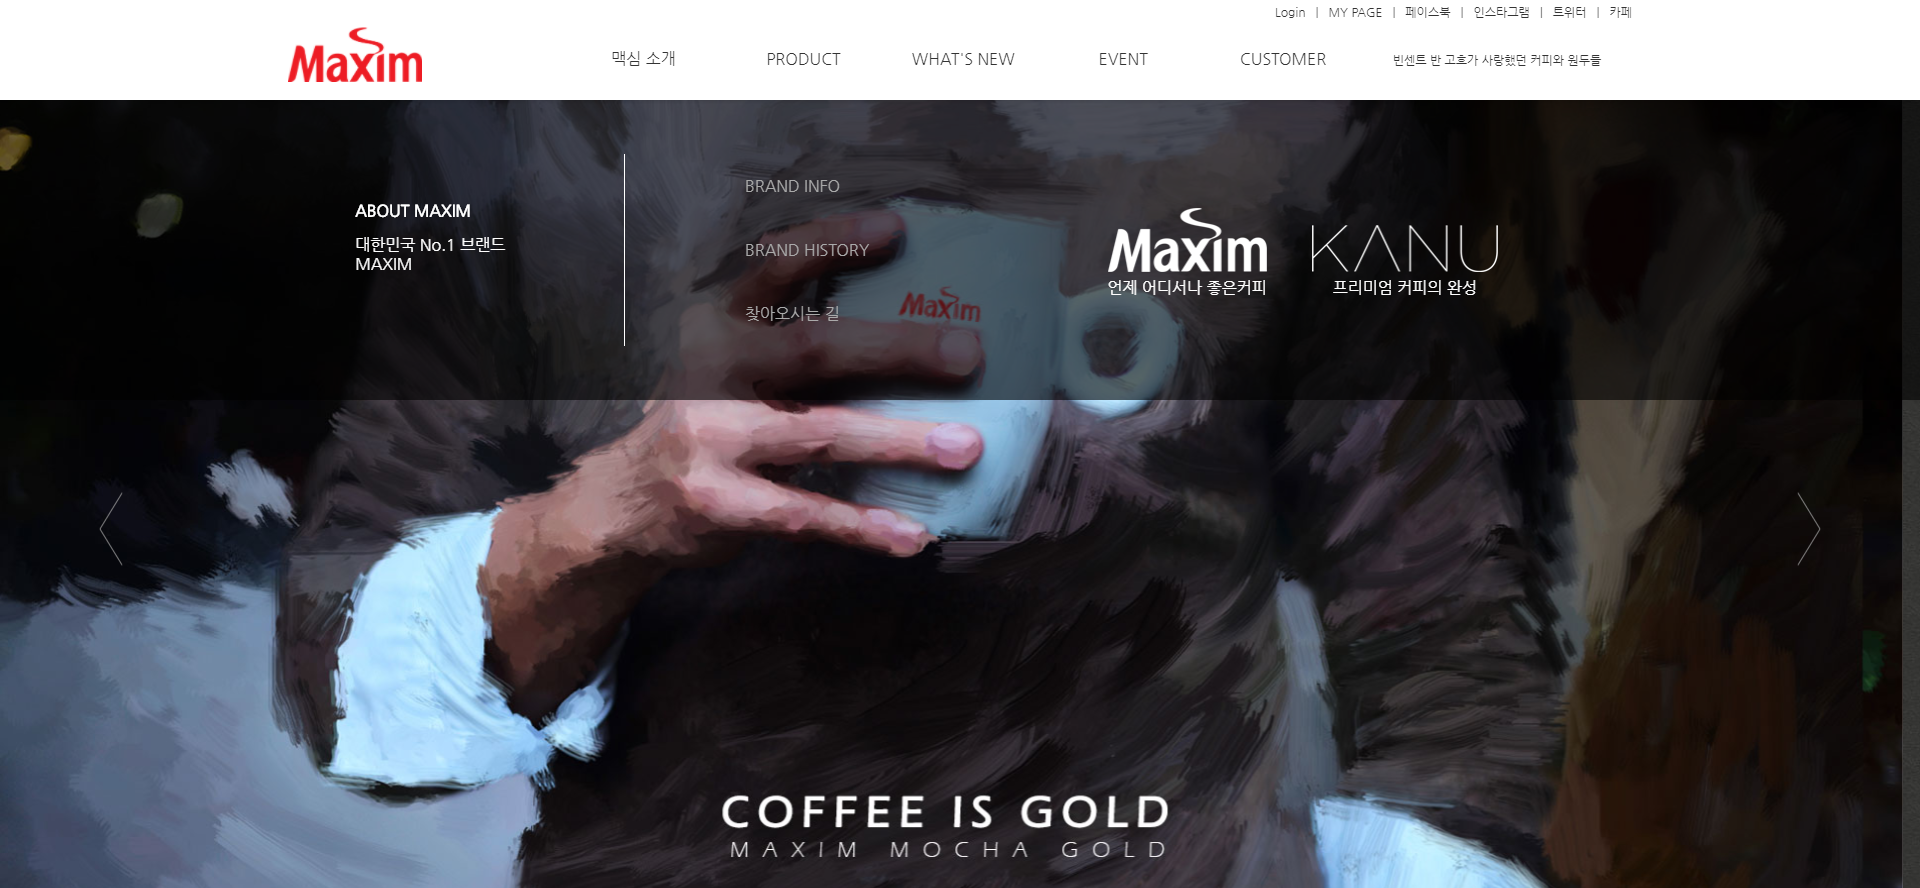 Login | MY PAGE | 페이스북 | 인스타그램 | 트위터 | 카페
Maxim
맥심 소개 PRODUCT WHAT'S NEW EVENT CUSTOMER 빈센트 반 고흐가 사랑했던 커피와 원두들
ABOUT MAXIM
대한민국 No.1 브랜드
MAXIM
BRAND INFO
BRAND HISTORY
찾아오시는 길
Maxim
언제 어디서나 좋은커피
KANU
프리미엄 커피의 완성
Maxim
COFFEE IS GOLD
MAXIM MOCHA GOLD